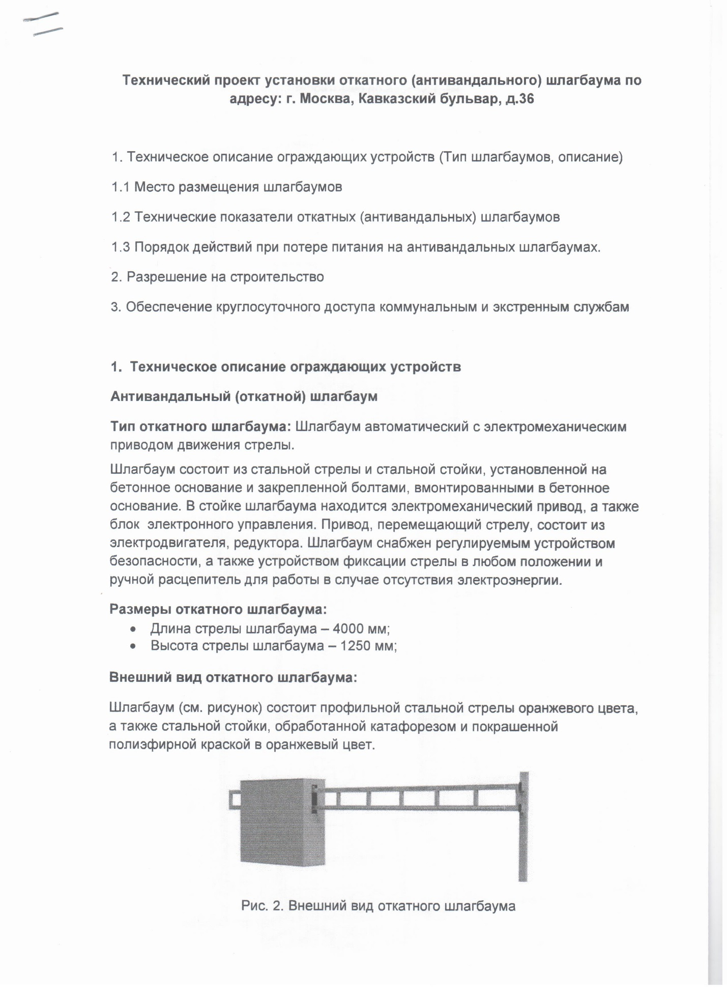 Технический проект установки откатного (антивандального) шлагбаума по
адресу: г. Москва, Кавказский бульвар, д.36
1. Техническое описание ограждающих устройств (Тип шлагбаумов, описание)
1.1 Место размещения шлагбаумов
1.2 Технические показатели откатных (антивандальных) шлагбаумов
1.3 Порядок действий при потере питания на антивандальных шлагбаумах.
2. Разрешение на строительство
3. Обеспечение круглосуточного доступа коммунальным и экстренным службам
1. Техническое описание ограждающих устройств
Антивандальный (откатной) шлагбаум
Тип откатного шлагбаума: Шлагбаум автоматический с электромеханическим
приводом движения стрелы.
Шлагбаум состоит из стальной стрелы и стальной стойки, установленной на
бетонное основание и закрепленной болтами, вмонтированными в бетонное
основание. В стойке шлагбаума находится электромеханический привод, а также
блок электронного управления. Привод, перемещающий стрелу, состоит из
электродвигателя, редуктора. Шлагбаум снабжен регулируемым устройством
безопасности, а также устройством фиксации стрелы в любом положении и
ручной расцепитель для работы в случае отсутствия электроэнергии.
Размеры откатного шлагбаума:
• Длина стрелы шлагбаума – 4000 мм;
• Высота стрелы шлагбаума – 1250 мм;
Внешний вид откатного шлагбаума:
Шлагбаум (см. рисунок) состоит профильной стальной стрелы оранжевого цвета,
а также стальной стойки, обработанной катафорезом и покрашенной
полиэфирной краской в оранжевый цвет.
Рис. 2. Внешний вид откатного шлагбаума